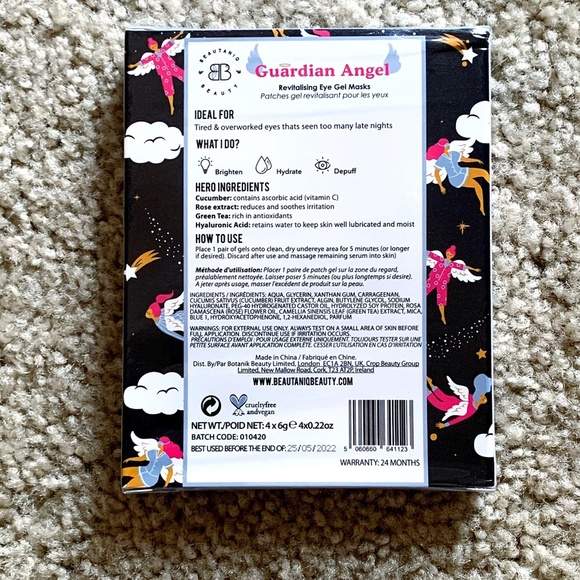 BEAUTANIQ
BEAUTY
BB
Guardian Angel
Revitalising Eye Gel Masks
Patches gel revitalisant pour les yeux
IDEAL FOR
Tired & overworked eyes thats seen too many late nights
WHAT I DO?
Brighten Hydrate Depuff
HERO INGREDIENTS
Cucumber: contains ascorbic acid (vitamin C)
Rose extract: reduces and soothes irritation
Green Tea: rich in antioxidants
Hyaluronic Acid: retains water to keep skin well lubricated and moist
HOW TO USE
Place 1 pair of gels onto clean, dry undereye area for 5 minutes (or longer
if desired). Discard after use and massage remaining serum into skin)
Méthode d'utilisation: Placer 1 paire de patch gel sur la zone du regard,
préalablement nettoyée. Laisser poser 5 minutes (ou plus longtemps si desire).
A jeter après usage, masser l'excédent de produit sur la peau.
INGREDIENTS / INGRÉDIENTS: AQUA, GLYCERIN, XANTHAN GUM, CARRAGEENAN,
CUCUMIS SATIVUS (CUCUMBER) FRUIT EXTRACT, ALGIN, BUTYLENE GLYCOL, SODIUM
HYALURONATE, PEG-40 HYDROGENATED CASTOR OIL, HYDROLYZED SOY PROTEIN, ROSA
DAMASCENA (ROSE) FLOWER OIL, CAMELLIA SINENSIS LEAF (GREEN TEA) EXTRACT, MICA,
BLUE 1, HYDROXYACETOPHENONE, 1,2-HEXANEDIOL, PARFUM
WARNINGS: FOR EXTERNAL USE ONLY. ALWAYS TEST ON A SMALL AREA OF SKIN BEFORE
FULL APPLICATION. DISCONTINUE USE IF IRRITATION OCCURS.
PRECAUTIONS D'EMPLOI : POUR USAGE EXTERNE UNIQUEMENT. TOUJOURS TESTER SUR UNE
PETITE SURFACE AVANT APPLICATION COMPLÈTE. CESSER L'UTILISATION EN CAS D'IRRITATION
Made in China / Fabriqué en Chine.
Dist. By/Par Botanik Beauty Limited, London EC1A 2BN, UK, Crop Beauty Group
Limited, New Mallow Road, Cork, T23 AT2P, Ireland
WWW.BEAUTANIQBEAUTY.COM
crueltyfree
andvegan
NET WT./POID NET: 4 x 6g ℮ 4x0.22oz
BATCH CODE: 010420
BEST USED BEFORE THE END OF: 25/05/2022
5 060660 641123
WARRANTY: 24 MONTHS